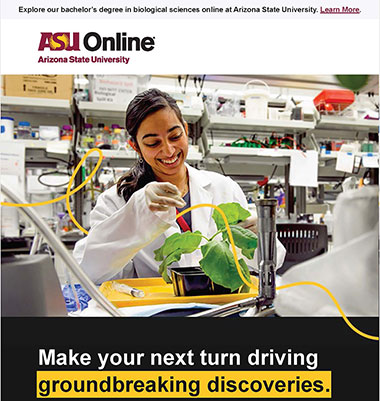 Explore our bachelor's degree in biological sciences online at Arizona State University. Learn More.
ASU Online
Arizona State University
Make your next turn driving
groundbreaking discoveries.